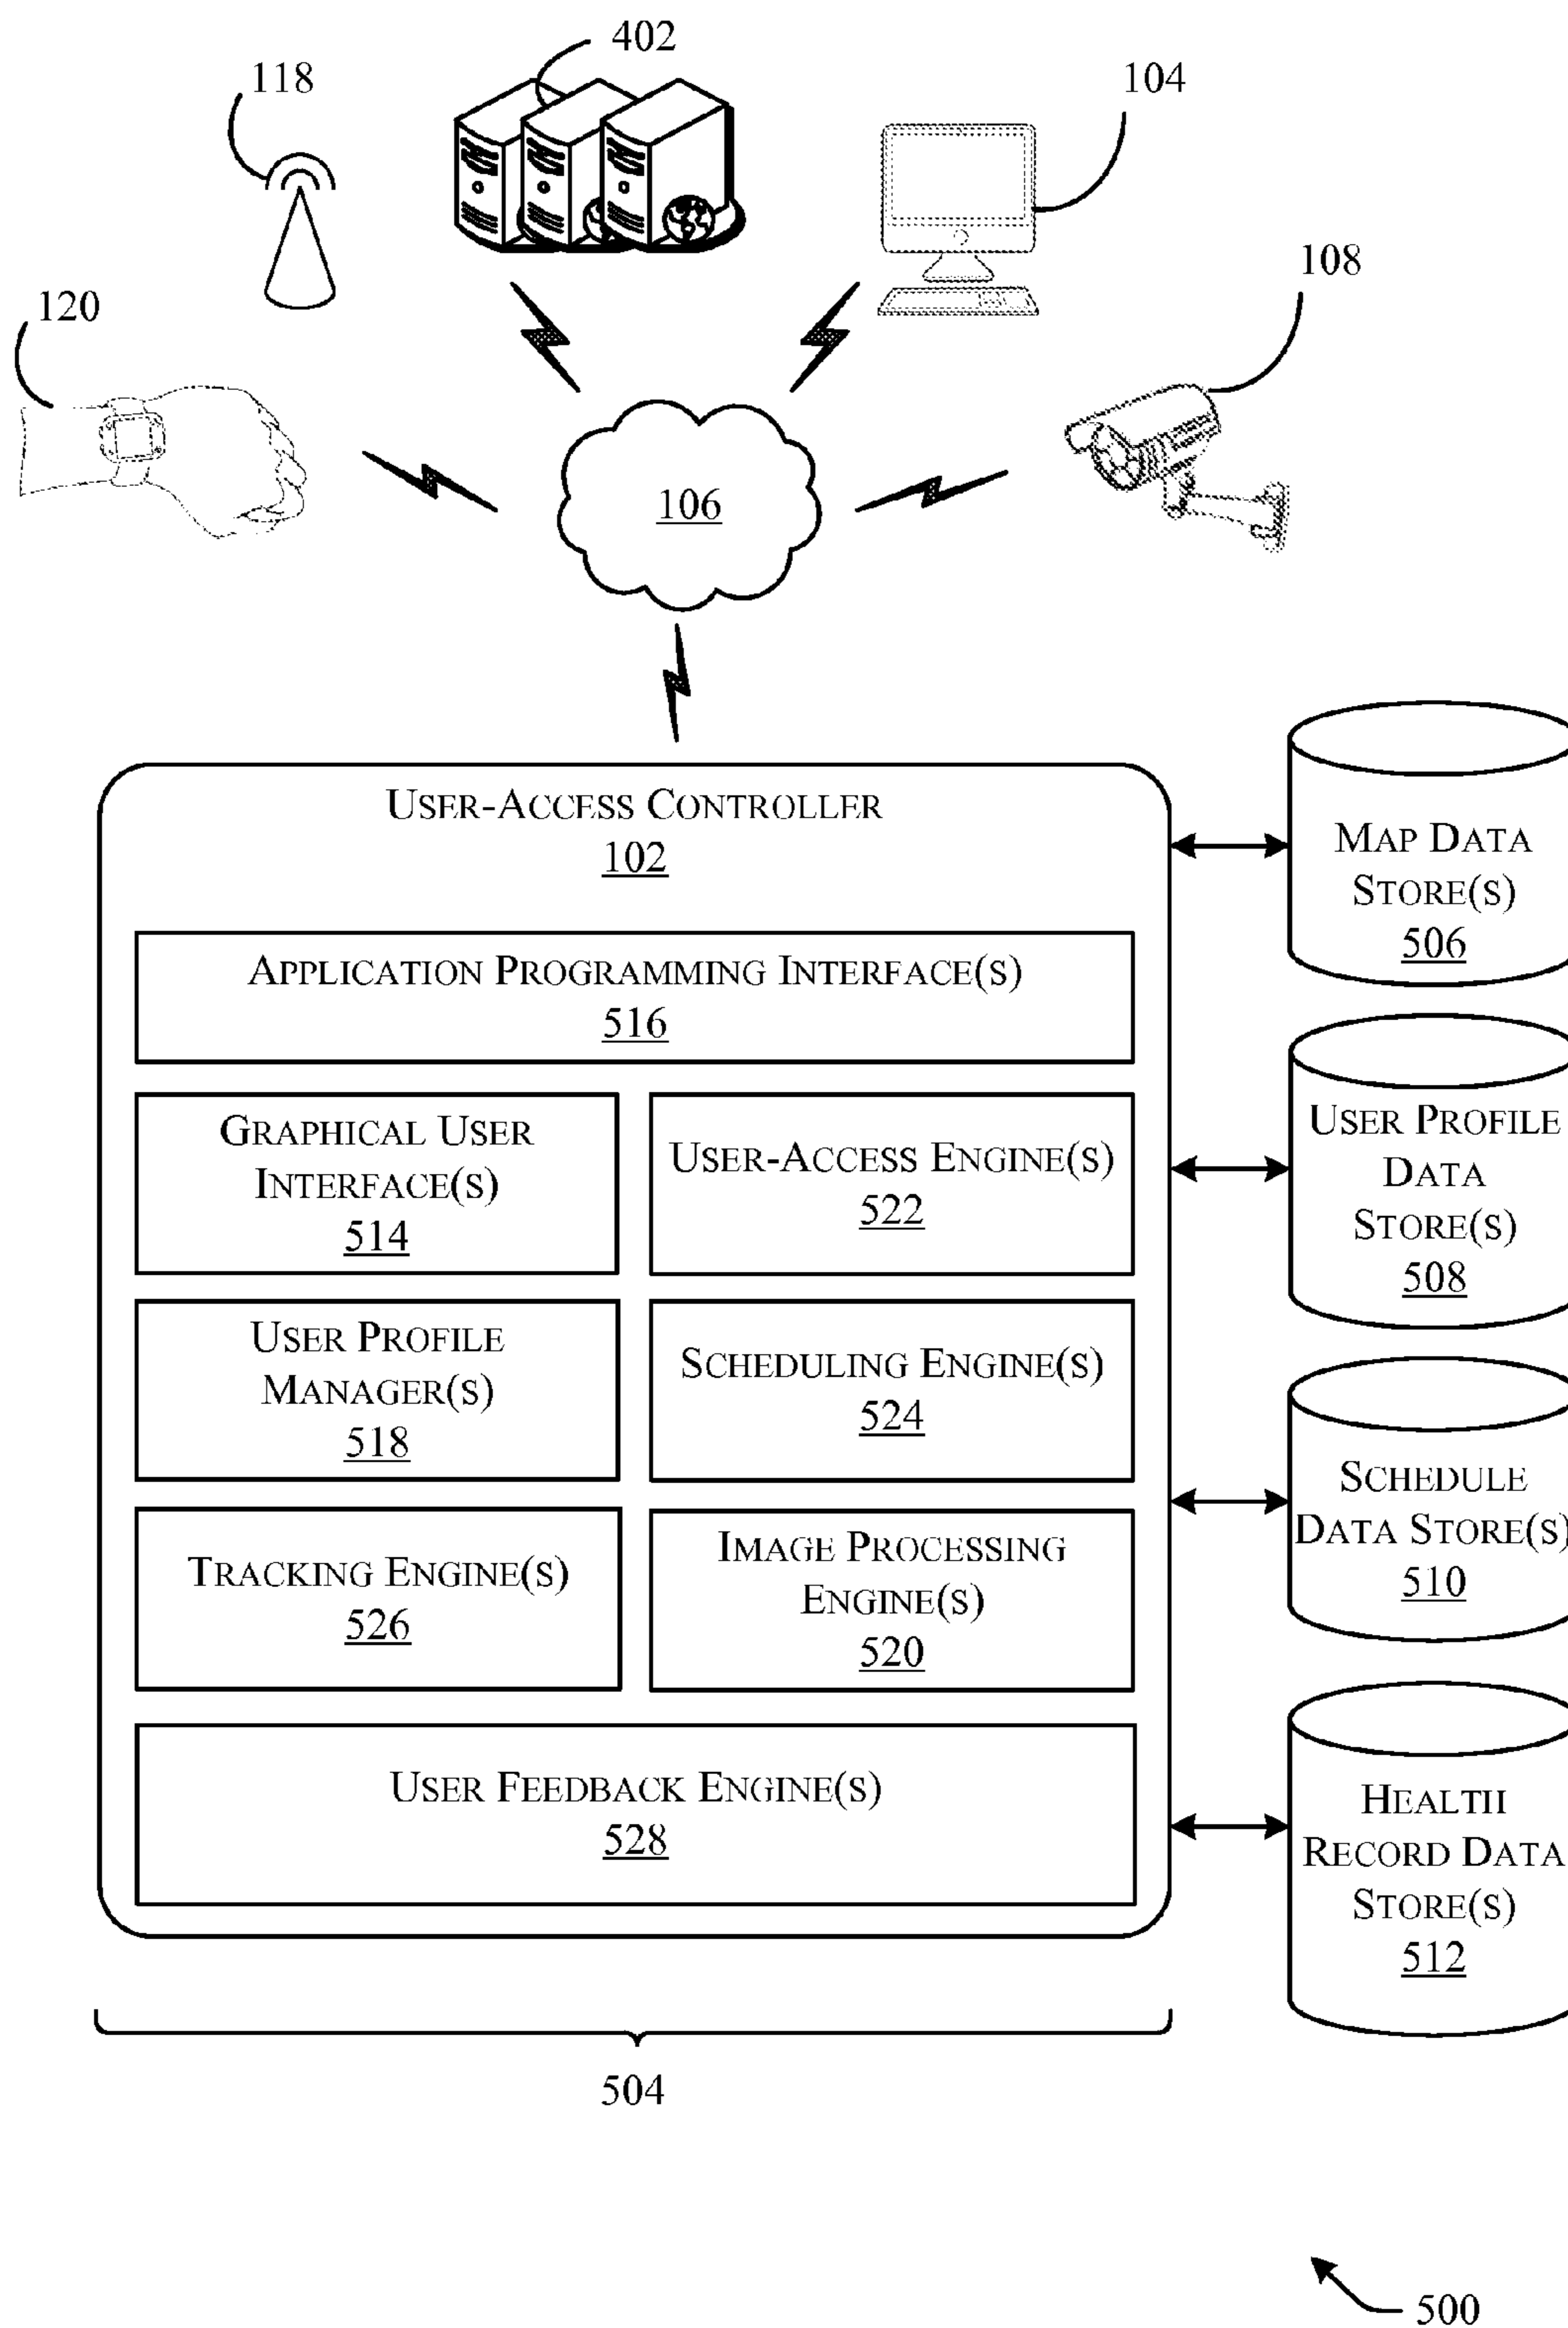 402
118
104
108
120
106
USER-ACCESS CONTROLLER
102
APPLICATION PROGRAMMING INTERFACE(S)
516
GRAPHICAL USER
INTERFACE(S)
514
USER-ACCESS ENGINE(S)
522
USER PROFILE
MANAGER(S)
518
SCHEDULING ENGINE(S)
524
TRACKING ENGINE(S)
526
IMAGE PROCESSING
ENGINE(S)
520
USER FEEDBACK ENGINE(S)
528
504
MAP DATA
STORE(S)
506
USER PROFILE
DATA
STORE(S)
508
SCHEDULE
DATA STORE(S)
510
HEALTH
RECORD DATA
STORE(S)
512
500